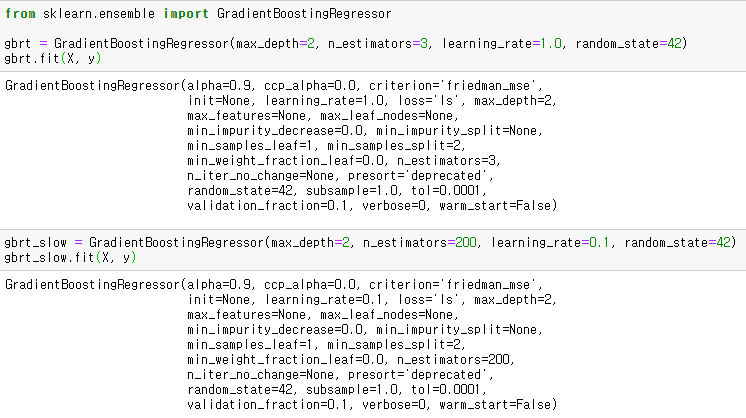 from sklearn.ensemble import GradientBoostingRegressor
gbrt = GradientBoostingRegressor(max_depth=2, n_estimators=3, learning_rate=1.0, random_state=42)
gbrt.fit(X, y)
GradientBoostingRegressor(alpha=0.9, ccp_alpha=0.0, criterion='friedman_mse',
init=None, learning_rate=1.0, loss='ls', max_depth=2,
max_features=None, max_leaf_nodes=None,
min_impurity_decrease=0.0, min_impurity_split=None,
min_samples_leaf=1, min_samples_split=2,
min_weight_fraction_leaf=0.0, n_estimators=3,
n_iter_no_change=None, presort='deprecated',
random_state=42, subsample=1.0, tol=0.0001,
validation_fraction=0.1, verbose=0, warm_start=False)
gbrt_slow = GradientBoostingRegressor(max_depth=2, n_estimators=200, learning_rate=0.1, random_state=42)
gbrt_slow.fit(X, y)
GradientBoostingRegressor(alpha=0.9, ccp_alpha=0.0, criterion='friedman_mse',
init=None, learning_rate=0.1, loss='ls', max_depth=2,
max_features=None, max_leaf_nodes=None,
min_impurity_decrease=0.0, min_impurity_split=None,
min_samples_leaf=1, min_samples_split=2,
min_weight_fraction_leaf=0.0, n_estimators=200,
n_iter_no_change=None, presort='deprecated',
random_state=42, subsample=1.0, tol=0.0001,
validation_fraction=0.1, verbose=0, warm_start=False)